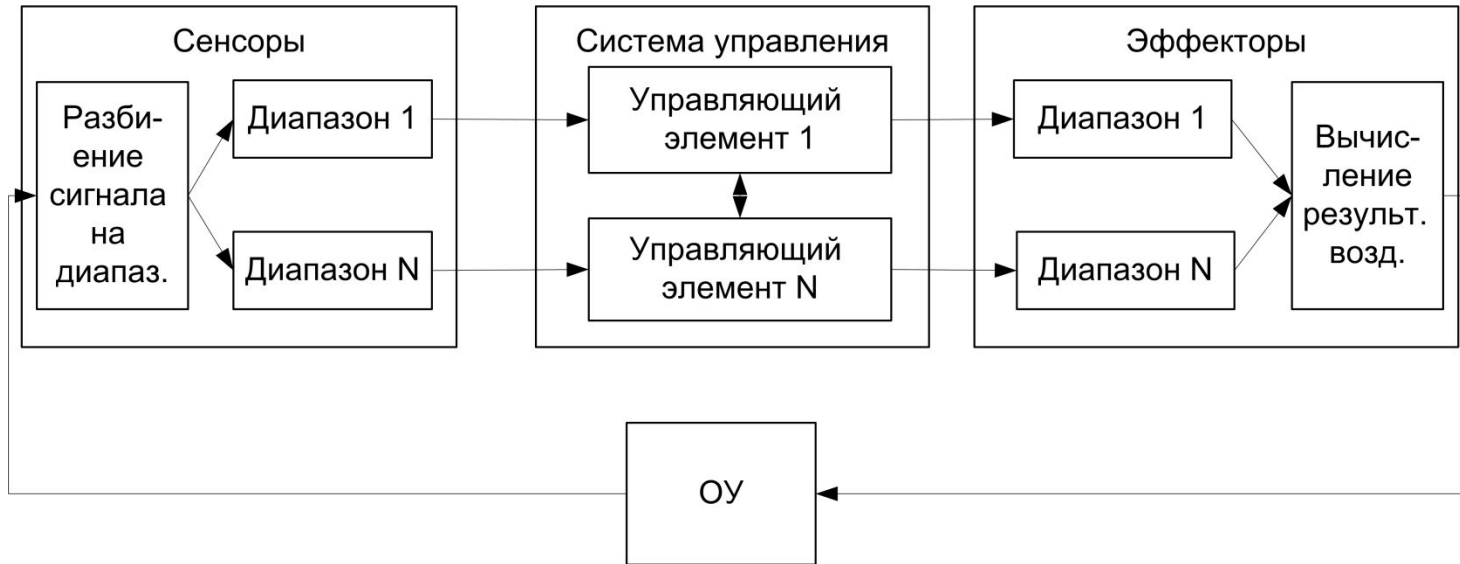 Сенсоры
Разби-
ение
сигнала
на
диапаз.
Диапазон 1
Диапазон N
Система управления
Управляющий
элемент 1
Управляющий
элемент N
Эффекторы
Диапазон 1
Диапазон N
Вычис-
ление
результ.
возд.
ОУ